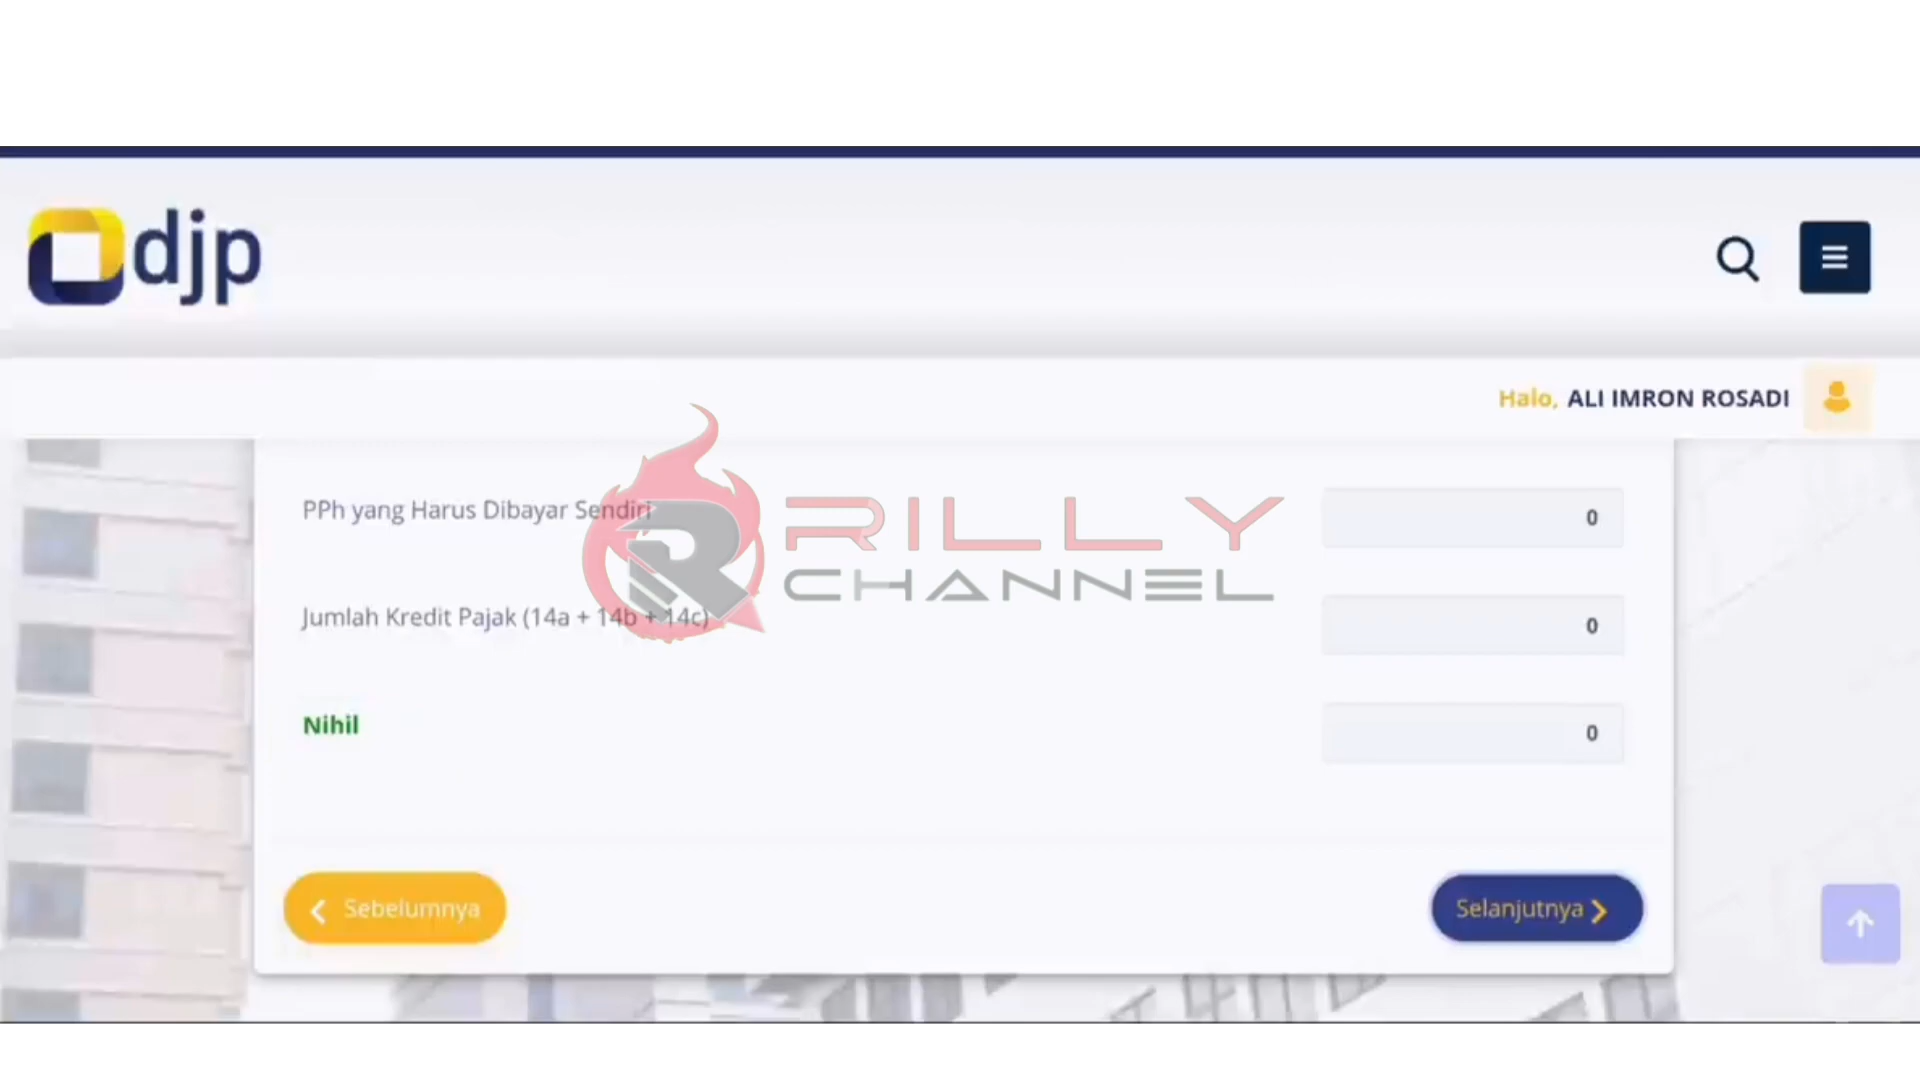 djp
Halo, ALI IMRON ROSADI
PPh yang Harus Dibayar Sendiri
0
RILLY
CHANNEL
Jumlah Kredit Pajak (14a + 14b + 14c)
0
Nihil
0
Sebelumnya
Selanjutnya